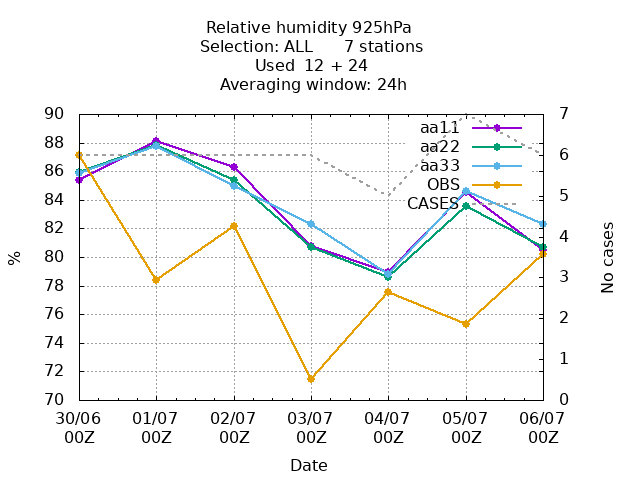 Relative humidity 925hPa
Selection: ALL 7 stations
Used 12 + 24
Averaging window: 24h
90
88
86
84
82
80
78
76
74
72
70
%
7
6
5
4
3
2
1
0
No cases
aa11
aa22
aa33
OBS
CASES
30/06 01/07 02/07 03/07 04/07 05/07 06/07
00Z 00Z 00Z 00Z 00Z 00Z 00Z
Date